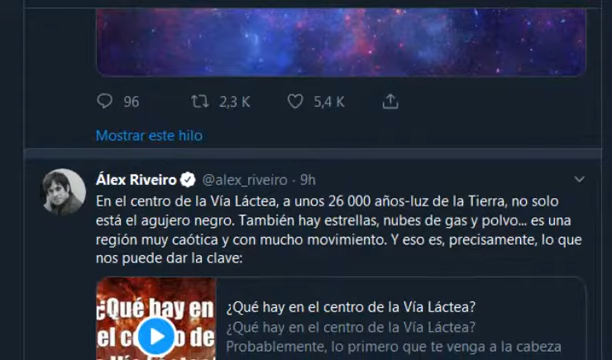 96 2,3 K 5,4 K
Mostrar este hilo
Álex Riveiro @alex_riveiro · 9h
En el centro de la Vía Láctea, a unos 26 000 años-luz de la Tierra, no solo
está el agujero negro. También hay estrellas, nubes de gas y polvo... es una
región muy caótica y con mucho movimiento. Y eso es, precisamente, lo que
nos puede dar la clave:
¿Qué hay en
el centro de
¿Qué hay en el centro de la Vía Láctea?
¿Qué hay en el centro de la Vía Láctea?
Probablemente, lo primero que te venga a la cabeza